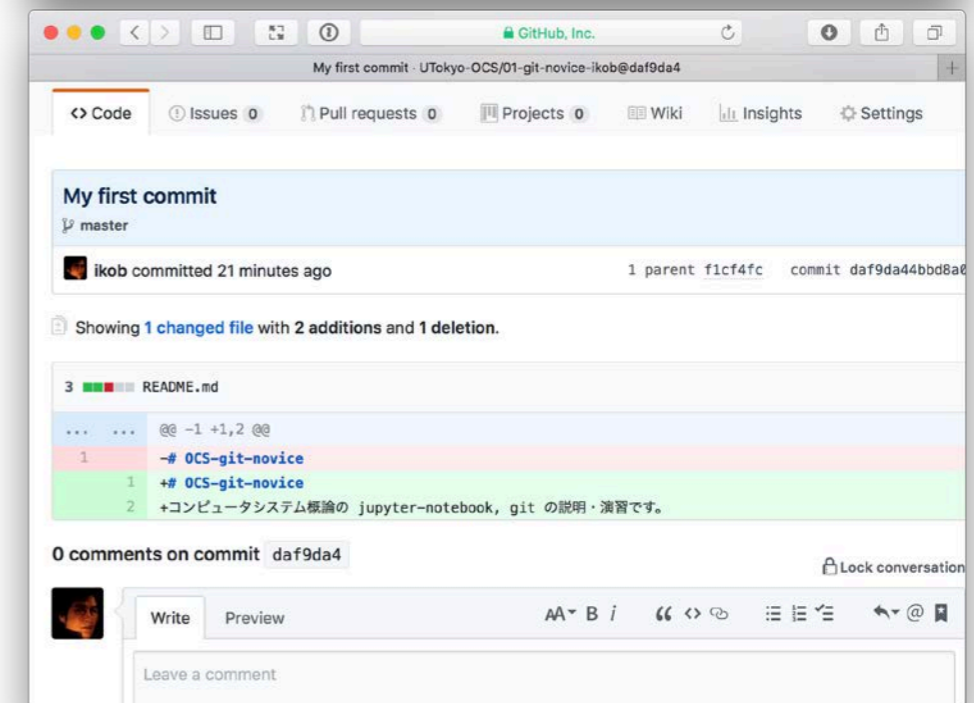 GitHub, Inc.
My first commit · UTokyo-OCS/01-git-novice-ikob@daf9da4
<> Code Issues 0 Pull requests 0 Projects 0 Wiki Insights Settings
My first commit
master
ikob committed 21 minutes ago 1 parent f1cf4fc commit daf9da44bbd8a0
Showing 1 changed file with 2 additions and 1 deletion.
3 README.md
... ... @@ -1 +1,2 @@
1 -# OCS-git-novice
1 +# OCS-git-novice
2 +コンピュータシステム概論の jupyter-notebook, git の説明・演習です。
0 comments on commit daf9da4
Lock conversation
Write Preview AA B i “ <> @
Leave a comment